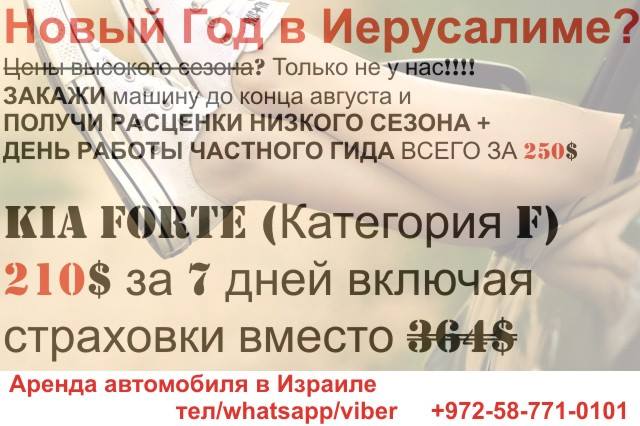 Новый Год в Иерусалиме?
Цены высокого сезона? Только не у нас!!!!
ЗАКАЖИ машину до конца августа и
ПОЛУЧИ РАСЦЕНКИ НИЗКОГО СЕЗОНА +
ДЕНЬ РАБОТЫ ЧАСТНОГО ГИДА ВСЕГО ЗА 250$
KIA FORTE (Категория F)
210$ за 7 дней включая
страховки вместо 364$
Аренда автомобиля в Израиле
тел/whatsapp/viber +972-58-771-0101